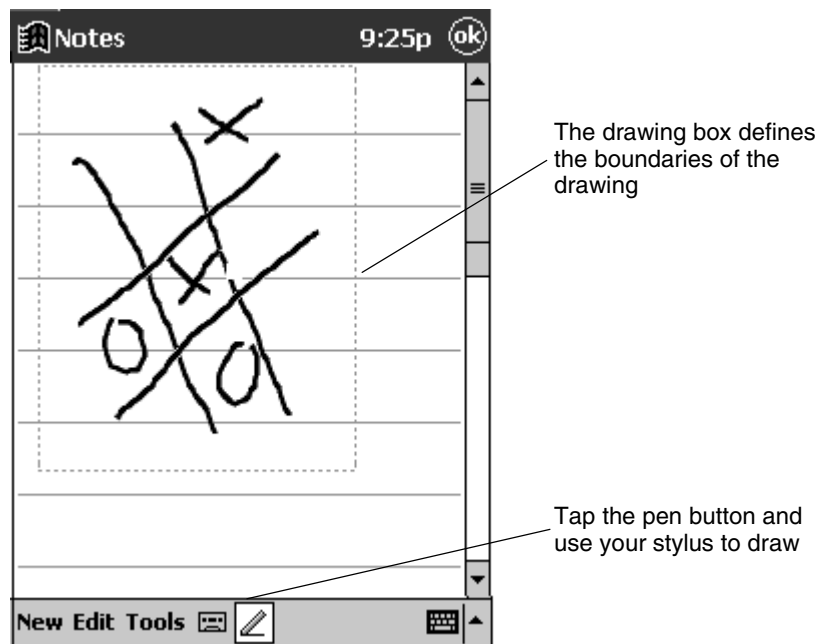 Notes 9:25p ok
The drawing box defines
the boundaries of the
drawing
Tap the pen button and
use your stylus to draw
New Edit Tools